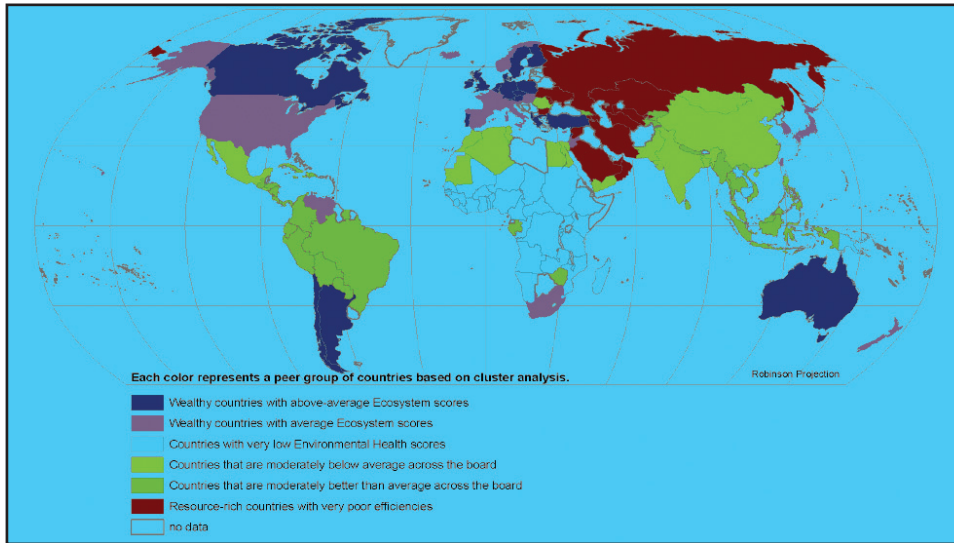 Each color represents a peer group of countries based on cluster analysis.
Robinson Projection
Wealthy countries with above-average Ecosystem scores
Wealthy countries with average Ecosystem scores
Countries with very low Environmental Health scores
Countries that are moderately below average across the board
Countries that are moderately better than average across the board
Resource-rich countries with very poor efficiencies
no data